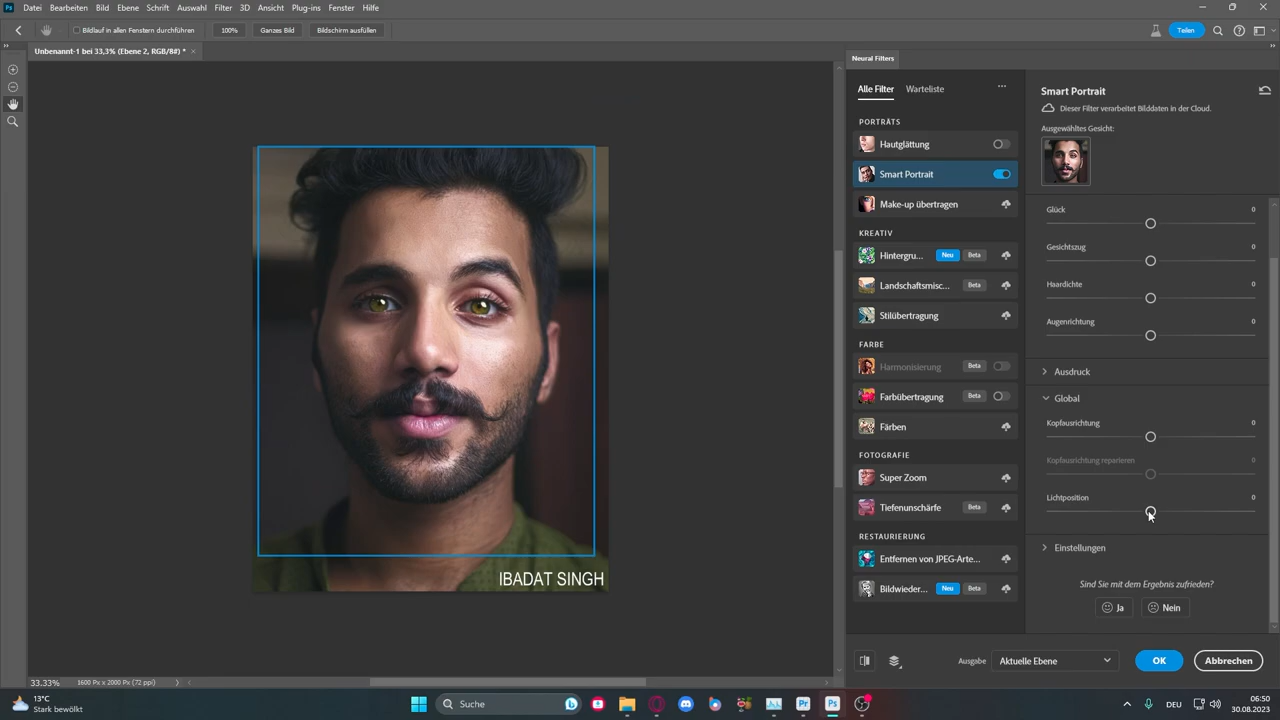 Datei Bearbeiten Bild Ebene Schrift Auswahl Filter 3D Ansicht Plug-ins Fenster Hilfe
Bildlauf in allen Fenstern durchführen 100% Ganzes Bild Bildschirm ausfüllen Teilen
Unbenannt-1 bei 33,3% (Ebene 2, RGB/8#) *
Neural Filters
Alle Filter Warteliste
PORTRÄTS
Hautglättung
Smart Portrait
Make-up übertragen
KREATIV
Hintergru... Neu Beta
Landschaftsmisc... Beta
Stilübertragung
FARBE
Harmonisierung Beta
Farbübertragung Beta
Färben
FOTOGRAFIE
Super Zoom
Tiefenunschärfe Beta
RESTAURIERUNG
Entfernen von JPEG-Arte...
Bildwieder... Neu Beta
Smart Portrait
Dieser Filter verarbeitet Bilddaten in der Cloud.
Ausgewähltes Gesicht:
Glück 0
Gesichtszug 0
Haardichte 0
Augenrichtung 0
Ausdruck
Global
Kopfausrichtung 0
Kopfausrichtung reparieren 0
Lichtposition 0
Einstellungen
Sind Sie mit dem Ergebnis zufrieden?
Ja Nein
Ausgabe Aktuelle Ebene OK Abbrechen
IBADAT SINGH
33.33% 1600 Px x 2000 Px (72 ppi)
13°C
Stark bewölkt
Suche
DEU
06:50
30.08.2023